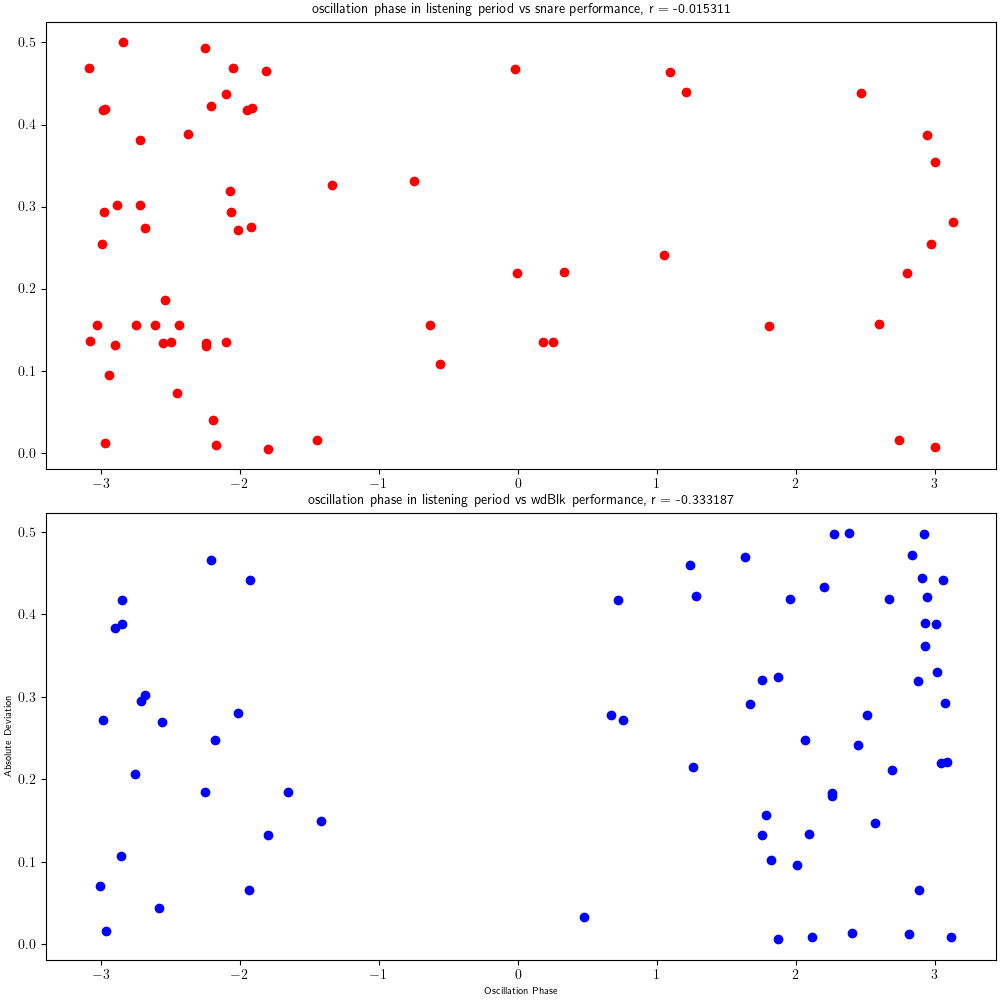 oscillation phase in listening period vs snare performance, r = -0.015311
0.5
0.4
0.3
0.2
0.1
0.0
−3 −2 −1 0 1 2 3
oscillation phase in listening period vs wdBlk performance, r = -0.333187
0.5
0.4
0.3
0.2
0.1
0.0
Absolute Deviation
−3 −2 −1 0 1 2 3
Oscillation Phase